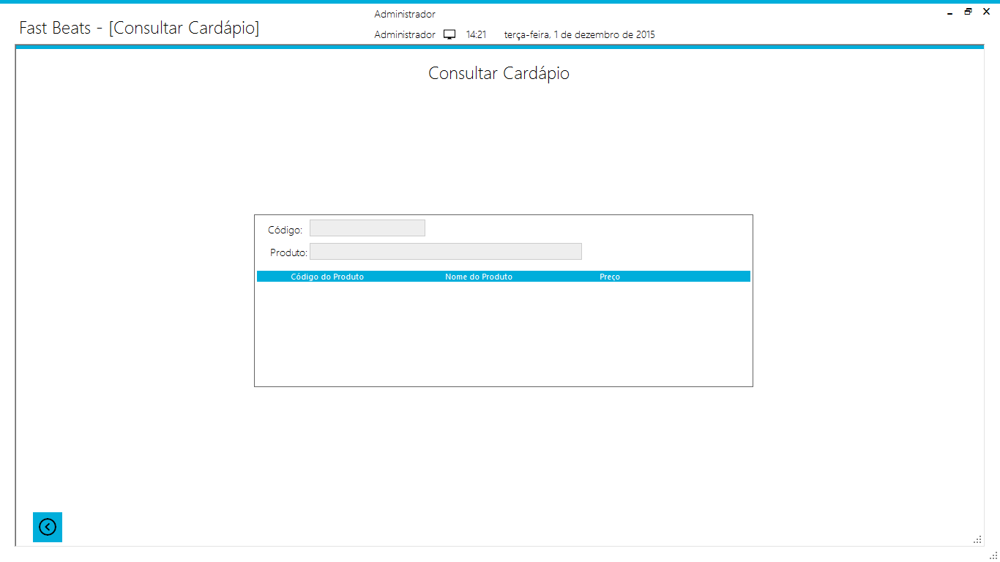 Administrador
Fast Beats - [Consultar Cardápio]
Administrador 14:21 terça-feira, 1 de dezembro de 2015
Consultar Cardápio
Código:
Produto:
Código do Produto Nome do Produto Preço